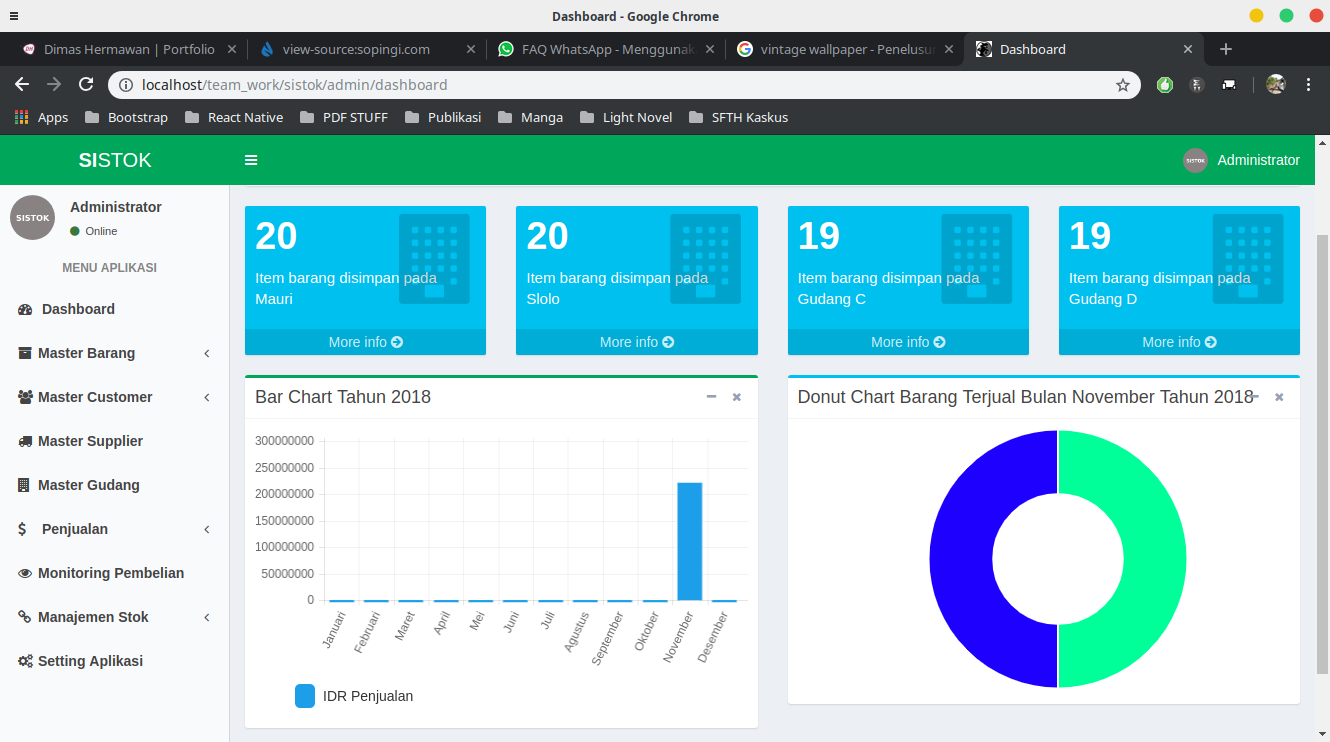 Dashboard - Google Chrome
Dimas Hermawan | Portfolio
view-source:sopingi.com
FAQ WhatsApp - Menggunak
vintage wallpaper - Penelusur
Dashboard
localhost/team_work/sistok/admin/dashboard
Apps
Bootstrap
React Native
PDF STUFF
Publikasi
Manga
Light Novel
SFTH Kaskus
SISTOK
SISTOK
Administrator
SISTOK
Administrator
Online
MENU APLIKASI
Dashboard
Master Barang
Master Customer
Master Supplier
Master Gudang
$ Penjualan
Monitoring Pembelian
Manajemen Stok
Setting Aplikasi
20
Item barang disimpan pada
Mauri
More info
20
Item barang disimpan pada
Slolo
More info
19
Item barang disimpan pada
Gudang C
More info
19
Item barang disimpan pada
Gudang D
More info
Bar Chart Tahun 2018
300000000
250000000
200000000
150000000
100000000
50000000
0
Januari
Februari
Maret
April
Mei
Juni
Juli
Agustus
September
Oktober
November
Desember
IDR Penjualan
Donut Chart Barang Terjual Bulan November Tahun 2018